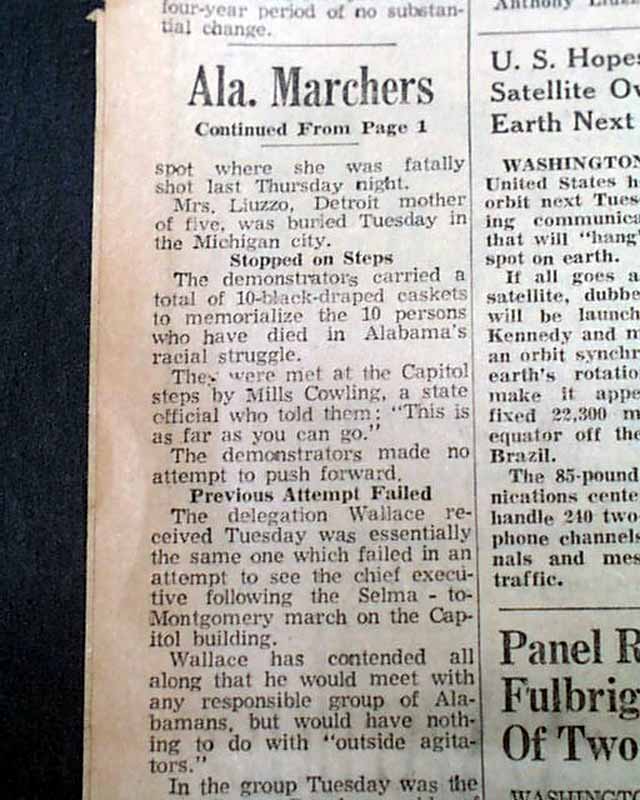 four-year period of no substan-
tial change.
Ala. Marchers
Continued From Page 1
spot where she was fatally
shot last Thursday night.
Mrs. Liuzzo, Detroit mother
of five, was buried Tuesday in
the Michigan city.
Stopped on Steps
The demonstrators carried a
total of 10-black-draped caskets
to memorialize the 10 persons
who have died in Alabama's
racial struggle.
They were met at the Capitol
steps by Mills Cowling, a state
official who told them: "This is
as far as you can go."
The demonstrators made no
attempt to push forward.
Previous Attempt Failed
The delegation Wallace re-
ceived Tuesday was essentially
the same one which failed in an
attempt to see the chief execu-
tive following the Selma - to-
Montgomery march on the Cap-
itol building.
Wallace has contended all
along that he would meet with
any responsible group of Ala-
bamans, but would have noth-
ing to do with "outside agita-
tors."
In the group Tuesday was the
Anthony
U. S. Hopes
Satellite Ov
Earth Next
WASHINGTON
United States h
orbit next Tues
ing communica
that will "hang"
spot on earth.
If all goes a
satellite, dubbe
will be launch
Kennedy and m
an orbit synchr
earth's rotatio
make it appe
fixed 22,300 m
equator off the
Brazil.
The 85-pound
nications cente
handle 240 two-
phone channels
nals and mes
traffic.
Panel R
Fulbrig
Of Two
WASHINGTO